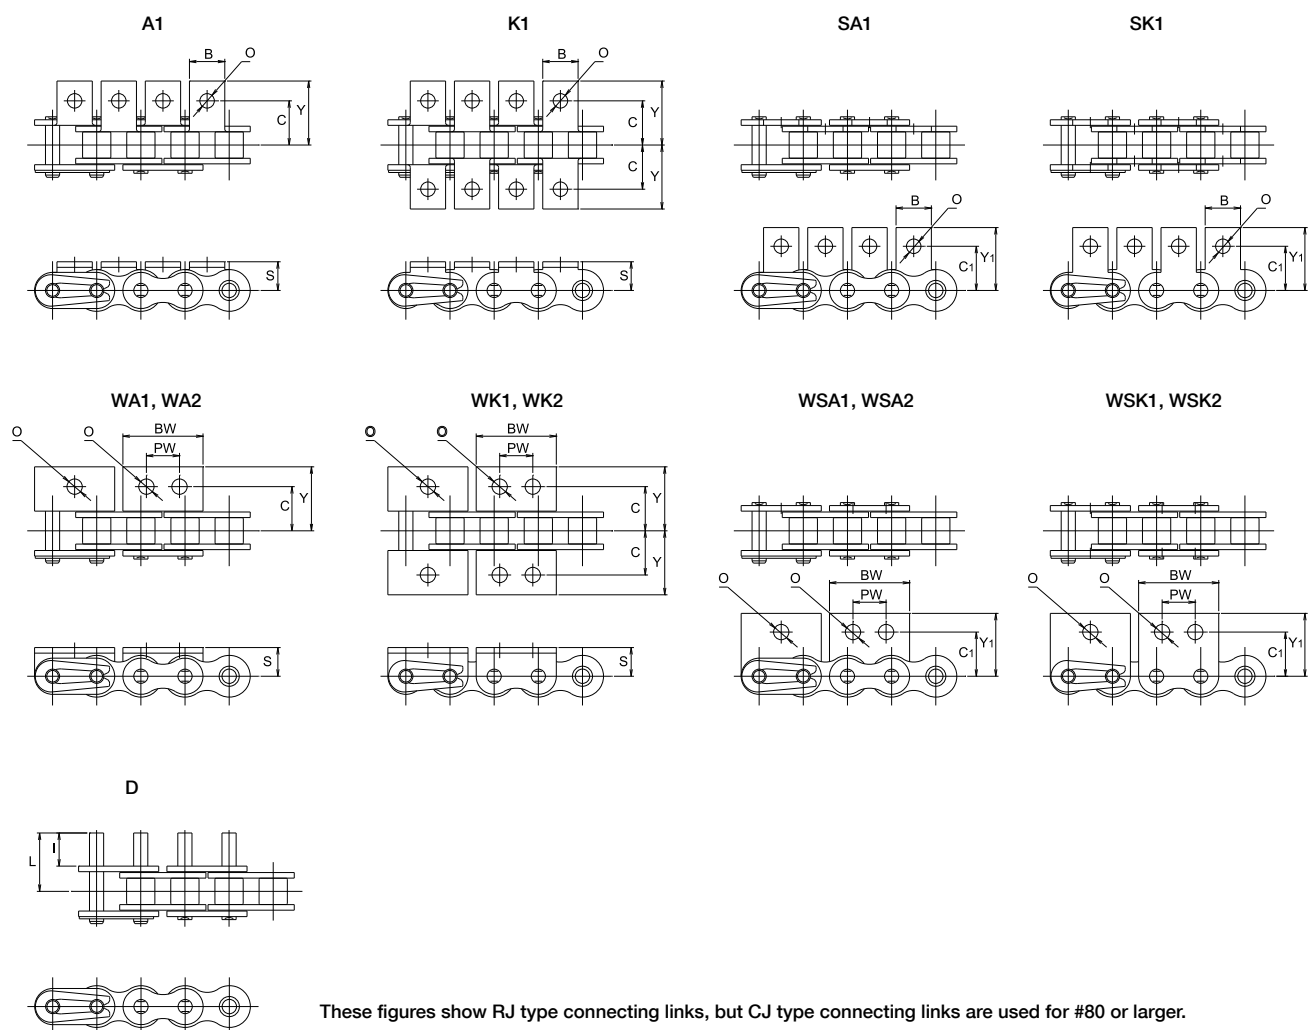 A1
K1
SA1
SK1
B
O
C
Y
S
B
O
C
Y
C
Y
S
B
O
C1
Y1
B
O
C1
Y1
WA1, WA2
WK1, WK2
WSA1, WSA2
WSK1, WSK2
O
O
BW
PW
C
Y
S
O
O
BW
PW
C
Y
C
Y
S
O
O
BW
PW
C1
Y1
O
O
BW
PW
C1
Y1
D
L
I
These figures show RJ type connecting links, but CJ type connecting links are used for #80 or larger.